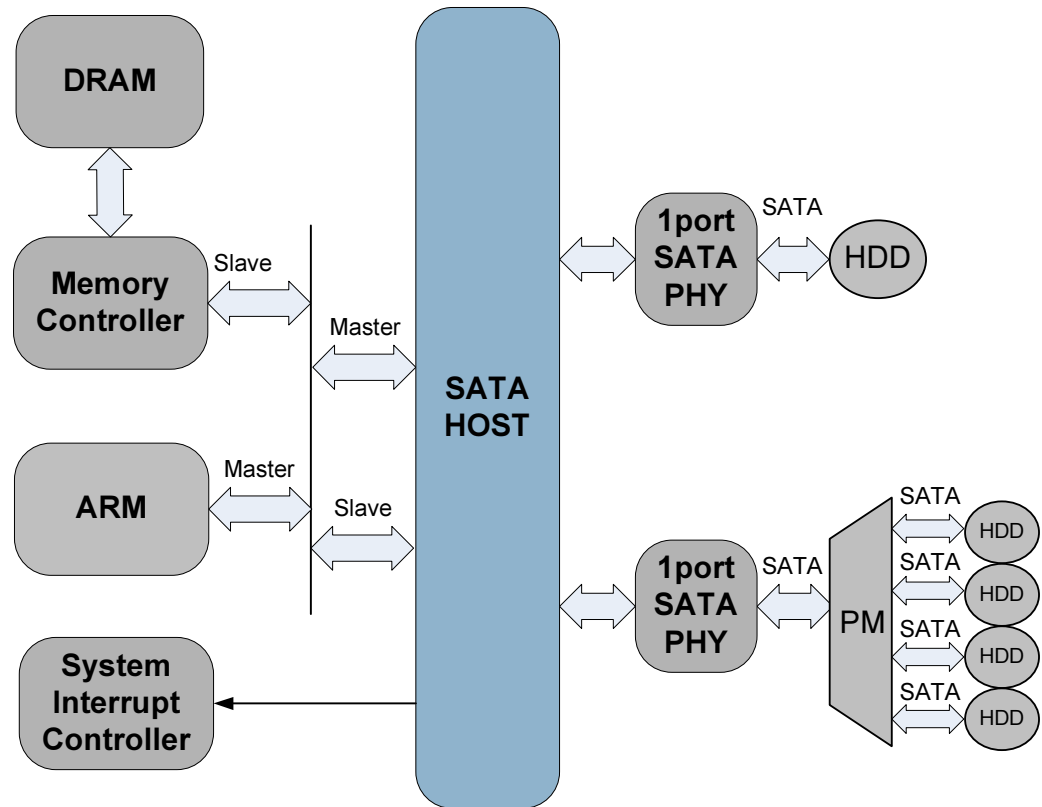 DRAM
Memory
Controller
Slave
Master
ARM
Master
Slave
System
Interrupt
Controller
SATA
HOST
1port
SATA
PHY
SATA
HDD
1port
SATA
PHY
SATA
PM
SATA
HDD
SATA
HDD
SATA
HDD
SATA
HDD